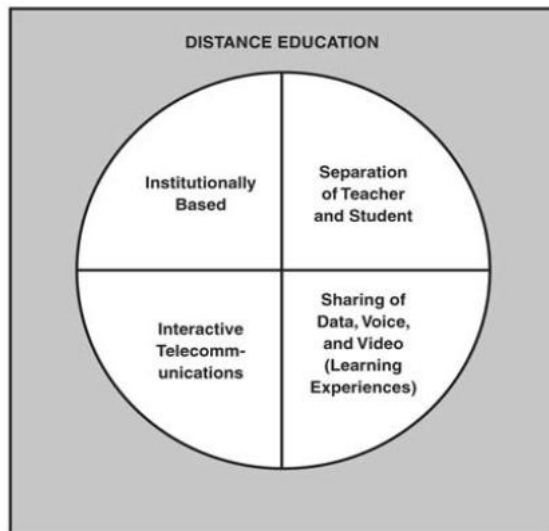 DISTANCE EDUCATION
Institutionally
Based
Separation
of Teacher
and Student
Interactive
Telecomm-
unications
Sharing of
Data, Voice,
and Video
(Learning
Experiences)